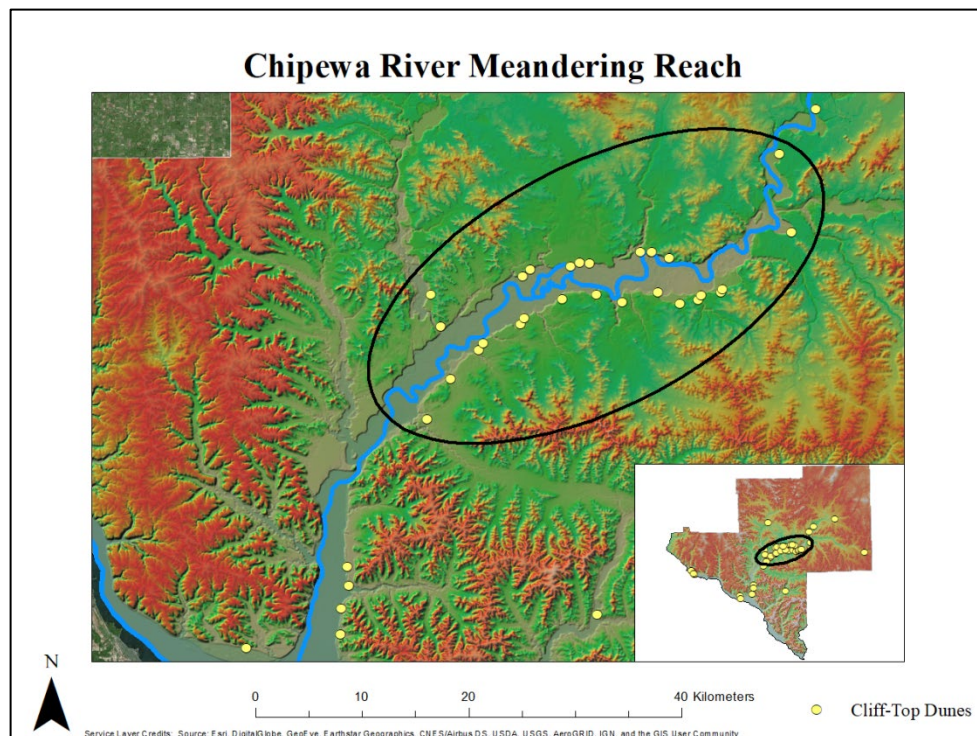 Chipewa River Meandering Reach
N
0 20 40 Kilometers
Cliff-Top Dunes
Service Layer Credits: Source: Esri, DigitalGlobe, GeoEye, Earthstar Geographics, CNES/Airbus DS, USDA, USGS, AeroGRID, IGN, and the GIS User Community